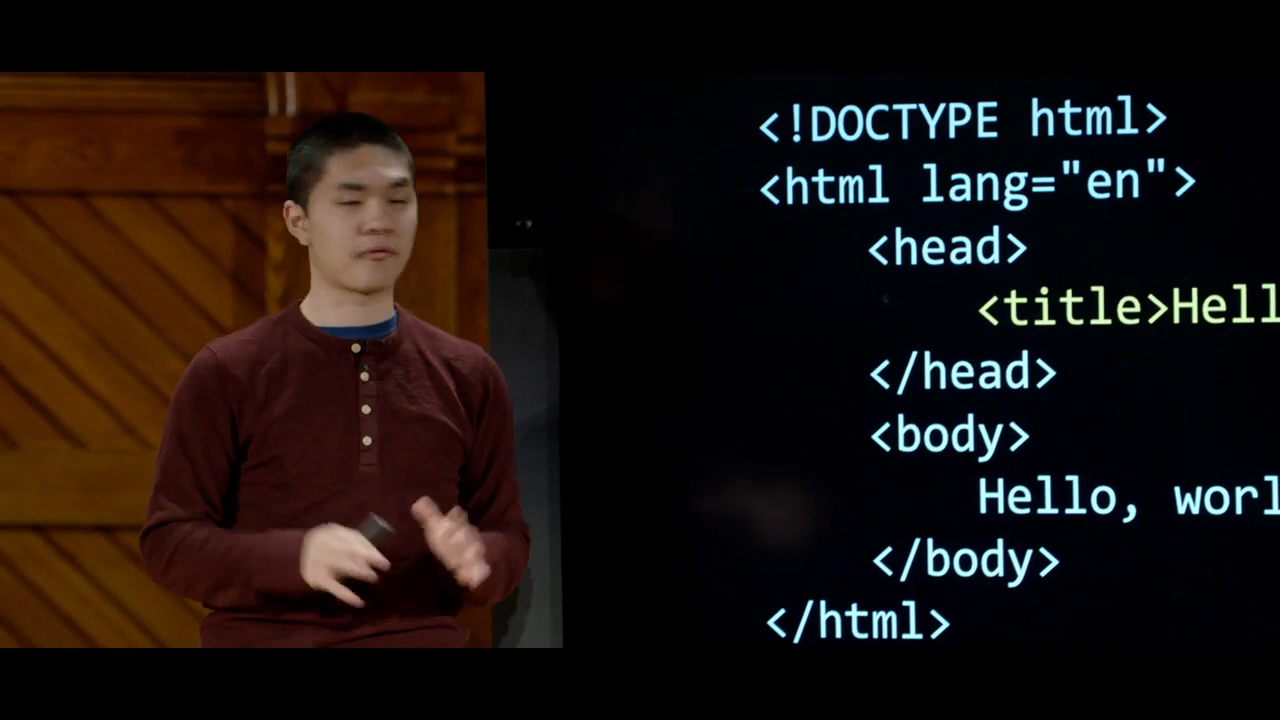 <!DOCTYPE html>
<html lang="en">
<head>
<title>Hell
</head>
<body>
Hello, worl
</body>
</html>